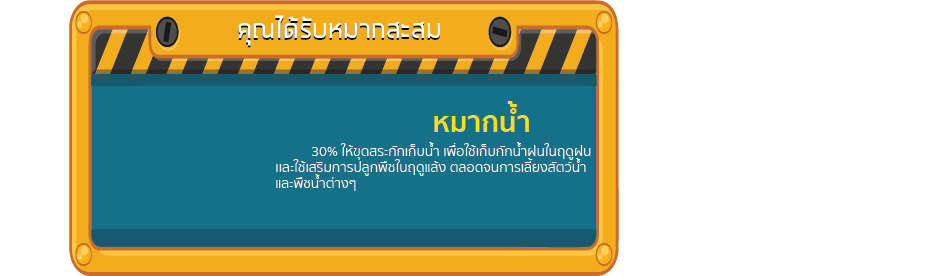 คุณได้รับหมากสะสม
หมากน้ำ
30% ให้ขุดสระกักเก็บน้ำ เพื่อใช้เก็บกักน้ำฝนในฤดูฝน
และใช้เสริมการปลูกพืชในฤดูแล้ง ตลอดจนการเลี้ยงสัตว์น้ำ
และพืชน้ำต่างๆ